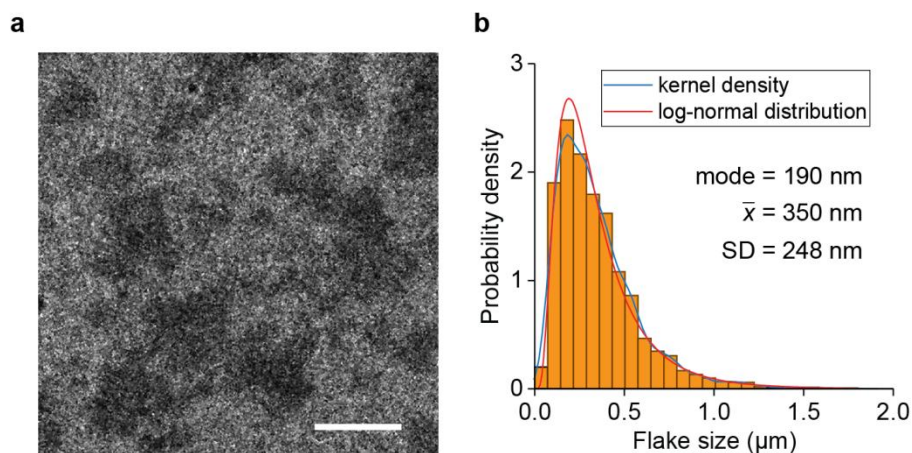 a
b
3
2
1
0
Probability density
kernel density
log-normal distribution
mode = 190 nm
x̅ = 350 nm
SD = 248 nm
0.0 0.5 1.0 1.5 2.0
Flake size (μm)